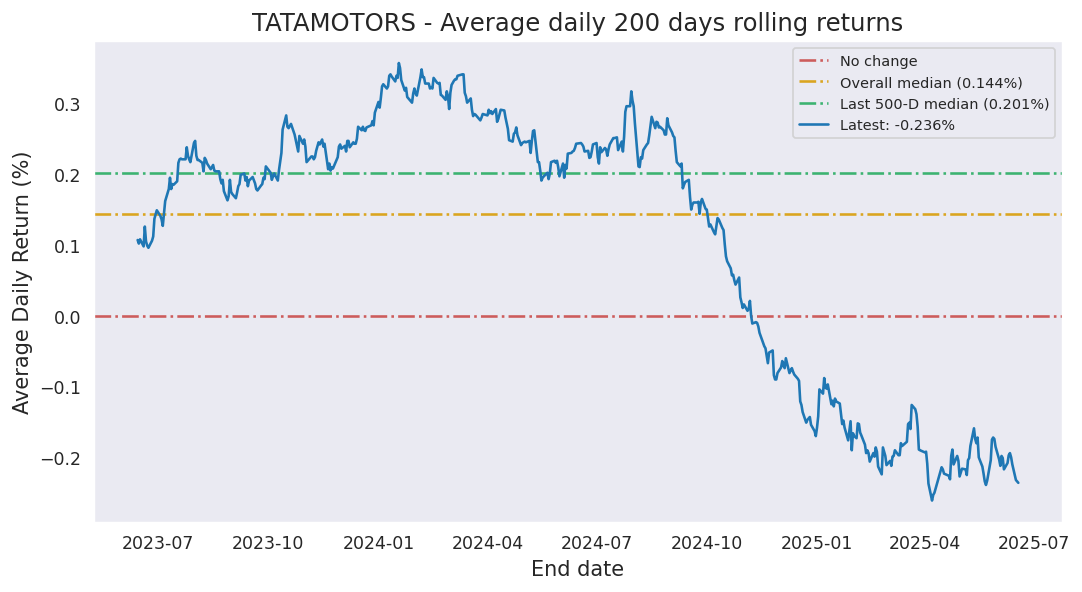 TATAMOTORS - Average daily 200 days rolling returns
No change
Overall median (0.144%)
Last 500-D median (0.201%)
Latest: -0.236%
Average Daily Return (%)
0.3
0.2
0.1
0.0
−0.1
−0.2
2023-07 2023-10 2024-01 2024-04 2024-07 2024-10 2025-01 2025-04 2025-07
End date